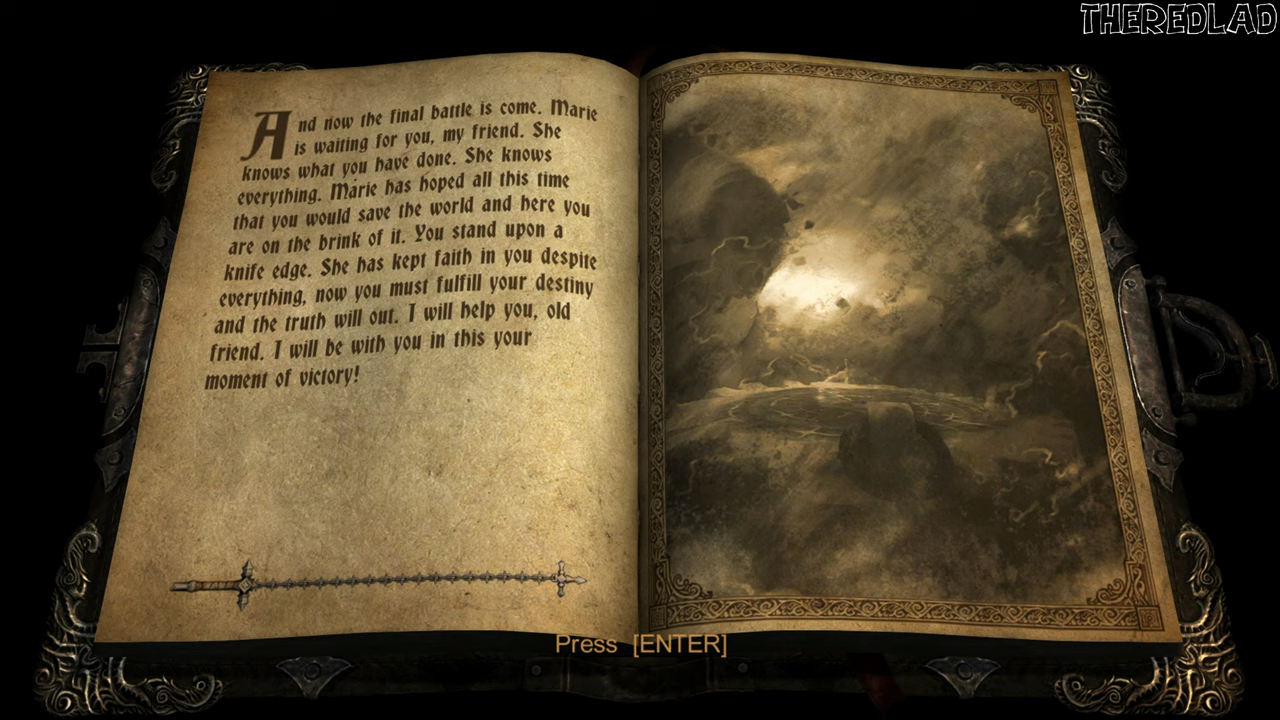 THEREDLAD
And now the final battle is come. Marie
is waiting for you, my friend. She
knows what you have done. She knows
everything. Marie has hoped all this time
that you would save the world and here you
are on the brink of it. You stand upon a
knife edge. She has kept faith in you despite
everything, now you must fulfill your destiny
and the truth will out. I will help you, old
friend. I will be with you in this your
moment of victory!
Press [ENTER]